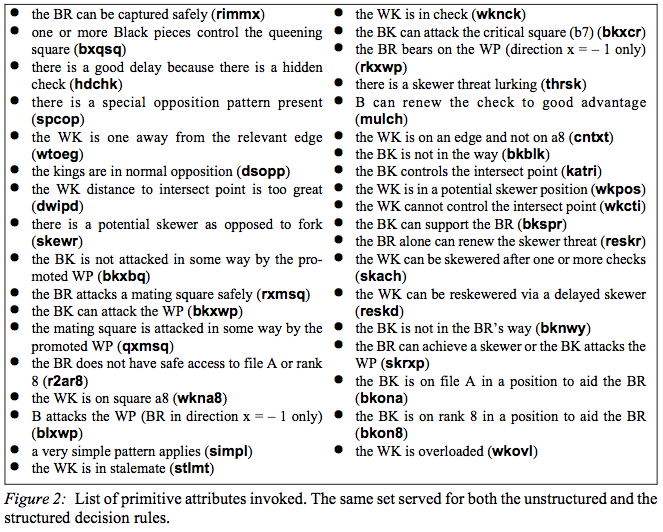 ● the BR can be captured safely (rimmx)
● one or more Black pieces control the queening
square (bxqsq)
● there is a good delay because there is a hidden
check (hdchk)
● there is a special opposition pattern present
(spcop)
● the WK is one away from the relevant edge
(wtoeg)
● the kings are in normal opposition (dsopp)
● the WK distance to intersect point is too great
(dwipd)
● there is a potential skewer as opposed to fork
(skewr)
● the BK is not attacked in some way by the pro-
moted WP (bkxbq)
● the BR attacks a mating square safely (rxmsq)
● the BK can attack the WP (bkxwp)
● the mating square is attacked in some way by the
promoted WP (qxmsq)
● the BR does not have safe access to file A or rank
8 (r2ar8)
● the WK is on square a8 (wkna8)
● B attacks the WP (BR in direction x = – 1 only)
(blxwp)
● a very simple pattern applies (simpl)
● the WK is in stalemate (stlmt)
● the WK is in check (wknck)
● the BK can attack the critical square (b7) (bkxcr)
● the BR bears on the WP (direction x = – 1 only)
(rkxwp)
● there is a skewer threat lurking (thrsk)
● B can renew the check to good advantage
(mulch)
● the WK is on an edge and not on a8 (cntxt)
● the BK is not in the way (bkblk)
● the BK controls the intersect point (katri)
● the WK is in a potential skewer position (wkpos)
● the WK cannot control the intersect point (wkcti)
● the BK can support the BR (bkspr)
● the BR alone can renew the skewer threat (reskr)
● the WK can be skewered after one or more checks
(skach)
● the WK can be reskewered via a delayed skewer
(reskd)
● the BK is not in the BR's way (bknwy)
● the BR can achieve a skewer or the BK attacks the
WP (skrxp)
● the BK is on file A in a position to aid the BR
(bkona)
● the BK is on rank 8 in a position to aid the BR
(bkon8)
● the WK is overloaded (wkovl)
Figure 2: List of primitive attributes invoked. The same set served for both the unstructured and the
structured decision rules.